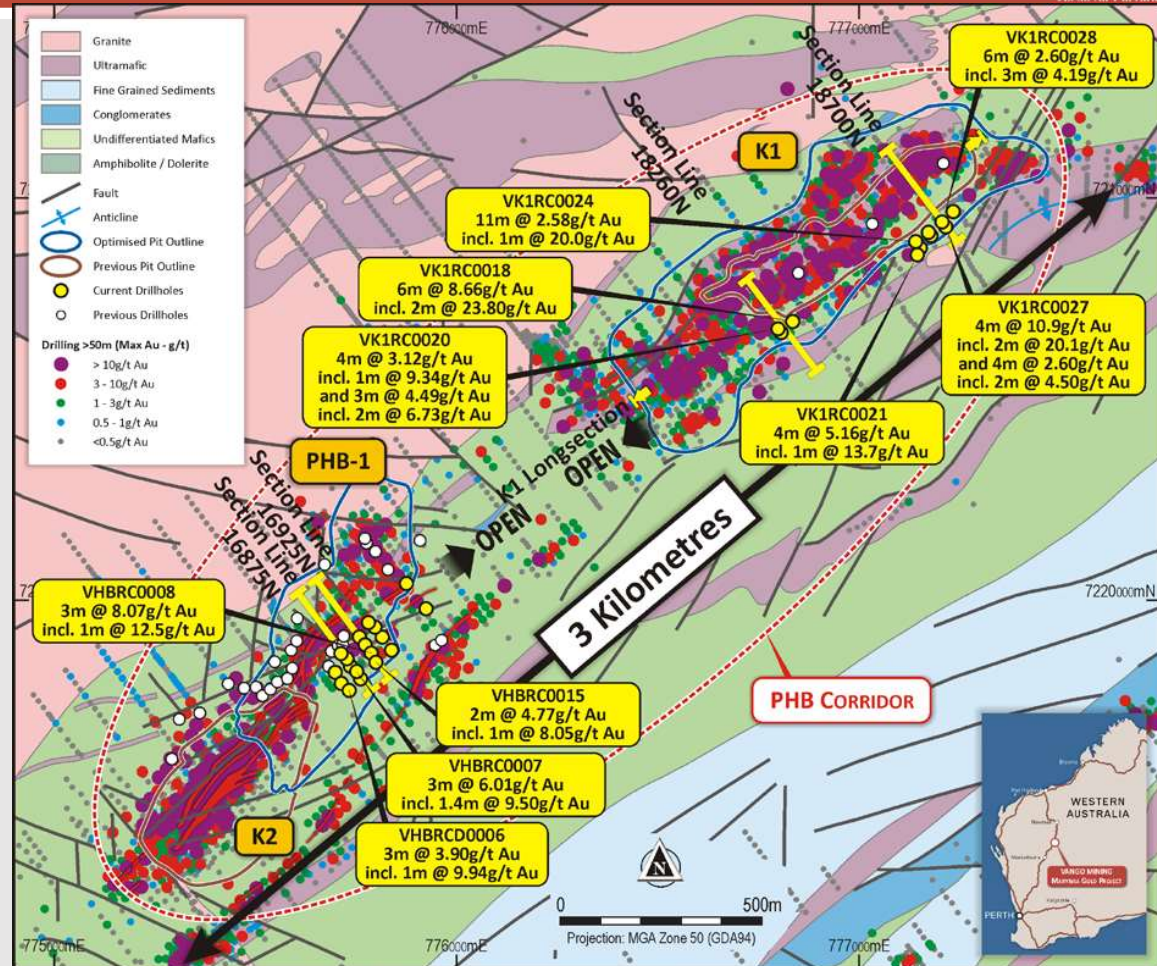 776000mE
777000mE
Granite
Ultramafic
Fine Grained Sediments
Conglomerates
Undifferentiated Mafics
Amphibolite / Dolerite
Fault
Anticline
Optimised Pit Outline
Previous Pit Outline
Current Drillholes
Previous Drillholes
Drilling >50m (Max Au - g/t)
> 10g/t Au
3 - 10g/t Au
1 - 3g/t Au
0.5 - 1g/t Au
<0.5g/t Au
VK1RC0028
6m @ 2.60g/t Au
incl. 3m @ 4.19g/t Au
Section Line
18700N
Section Line
18260N
K1
7221000mN
VK1RC0024
11m @ 2.58g/t Au
incl. 1m @ 20.0g/t Au
VK1RC0018
6m @ 8.66g/t Au
incl. 2m @ 23.80g/t Au
VK1RC0020
4m @ 3.12g/t Au
incl. 1m @ 9.34g/t Au
and 3m @ 4.49g/t Au
incl. 2m @ 6.73g/t Au
VK1RC0027
4m @ 10.9g/t Au
incl. 2m @ 20.1g/t Au
and 4m @ 2.60g/t Au
incl. 2m @ 4.50g/t Au
VK1RC0021
4m @ 5.16g/t Au
incl. 1m @ 13.7g/t Au
K1 Longsection
OPEN
OPEN
PHB-1
Section Line
16925N
Section Line
16875N
3 Kilometres
7220000mN
VHBRC0008
3m @ 8.07g/t Au
incl. 1m @ 12.5g/t Au
VHBRC0015
2m @ 4.77g/t Au
incl. 1m @ 8.05g/t Au
PHB CORRIDOR
VHBRC0007
3m @ 6.01g/t Au
incl. 1.4m @ 9.50g/t Au
K2
VHBRCD0006
3m @ 3.90g/t Au
incl. 1m @ 9.94g/t Au
N
0
500m
Projection: MGA Zone 50 (GDA94)
WESTERN
AUSTRALIA
VANGO MINING
MARYMIA GOLD PROJECT
PERTH
775000mE
776000mE
777000mE